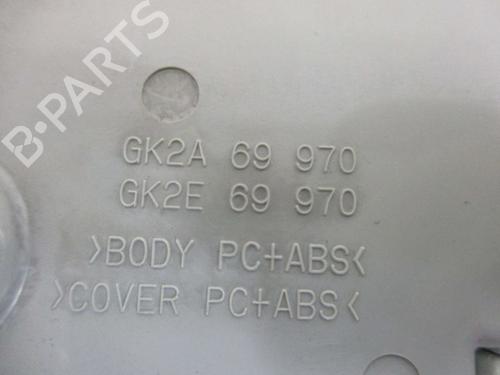 B-PARTS
GK2A 69 970
GK2E 69 970
>BODY PC+ABS<
>COVER PC+ABS<